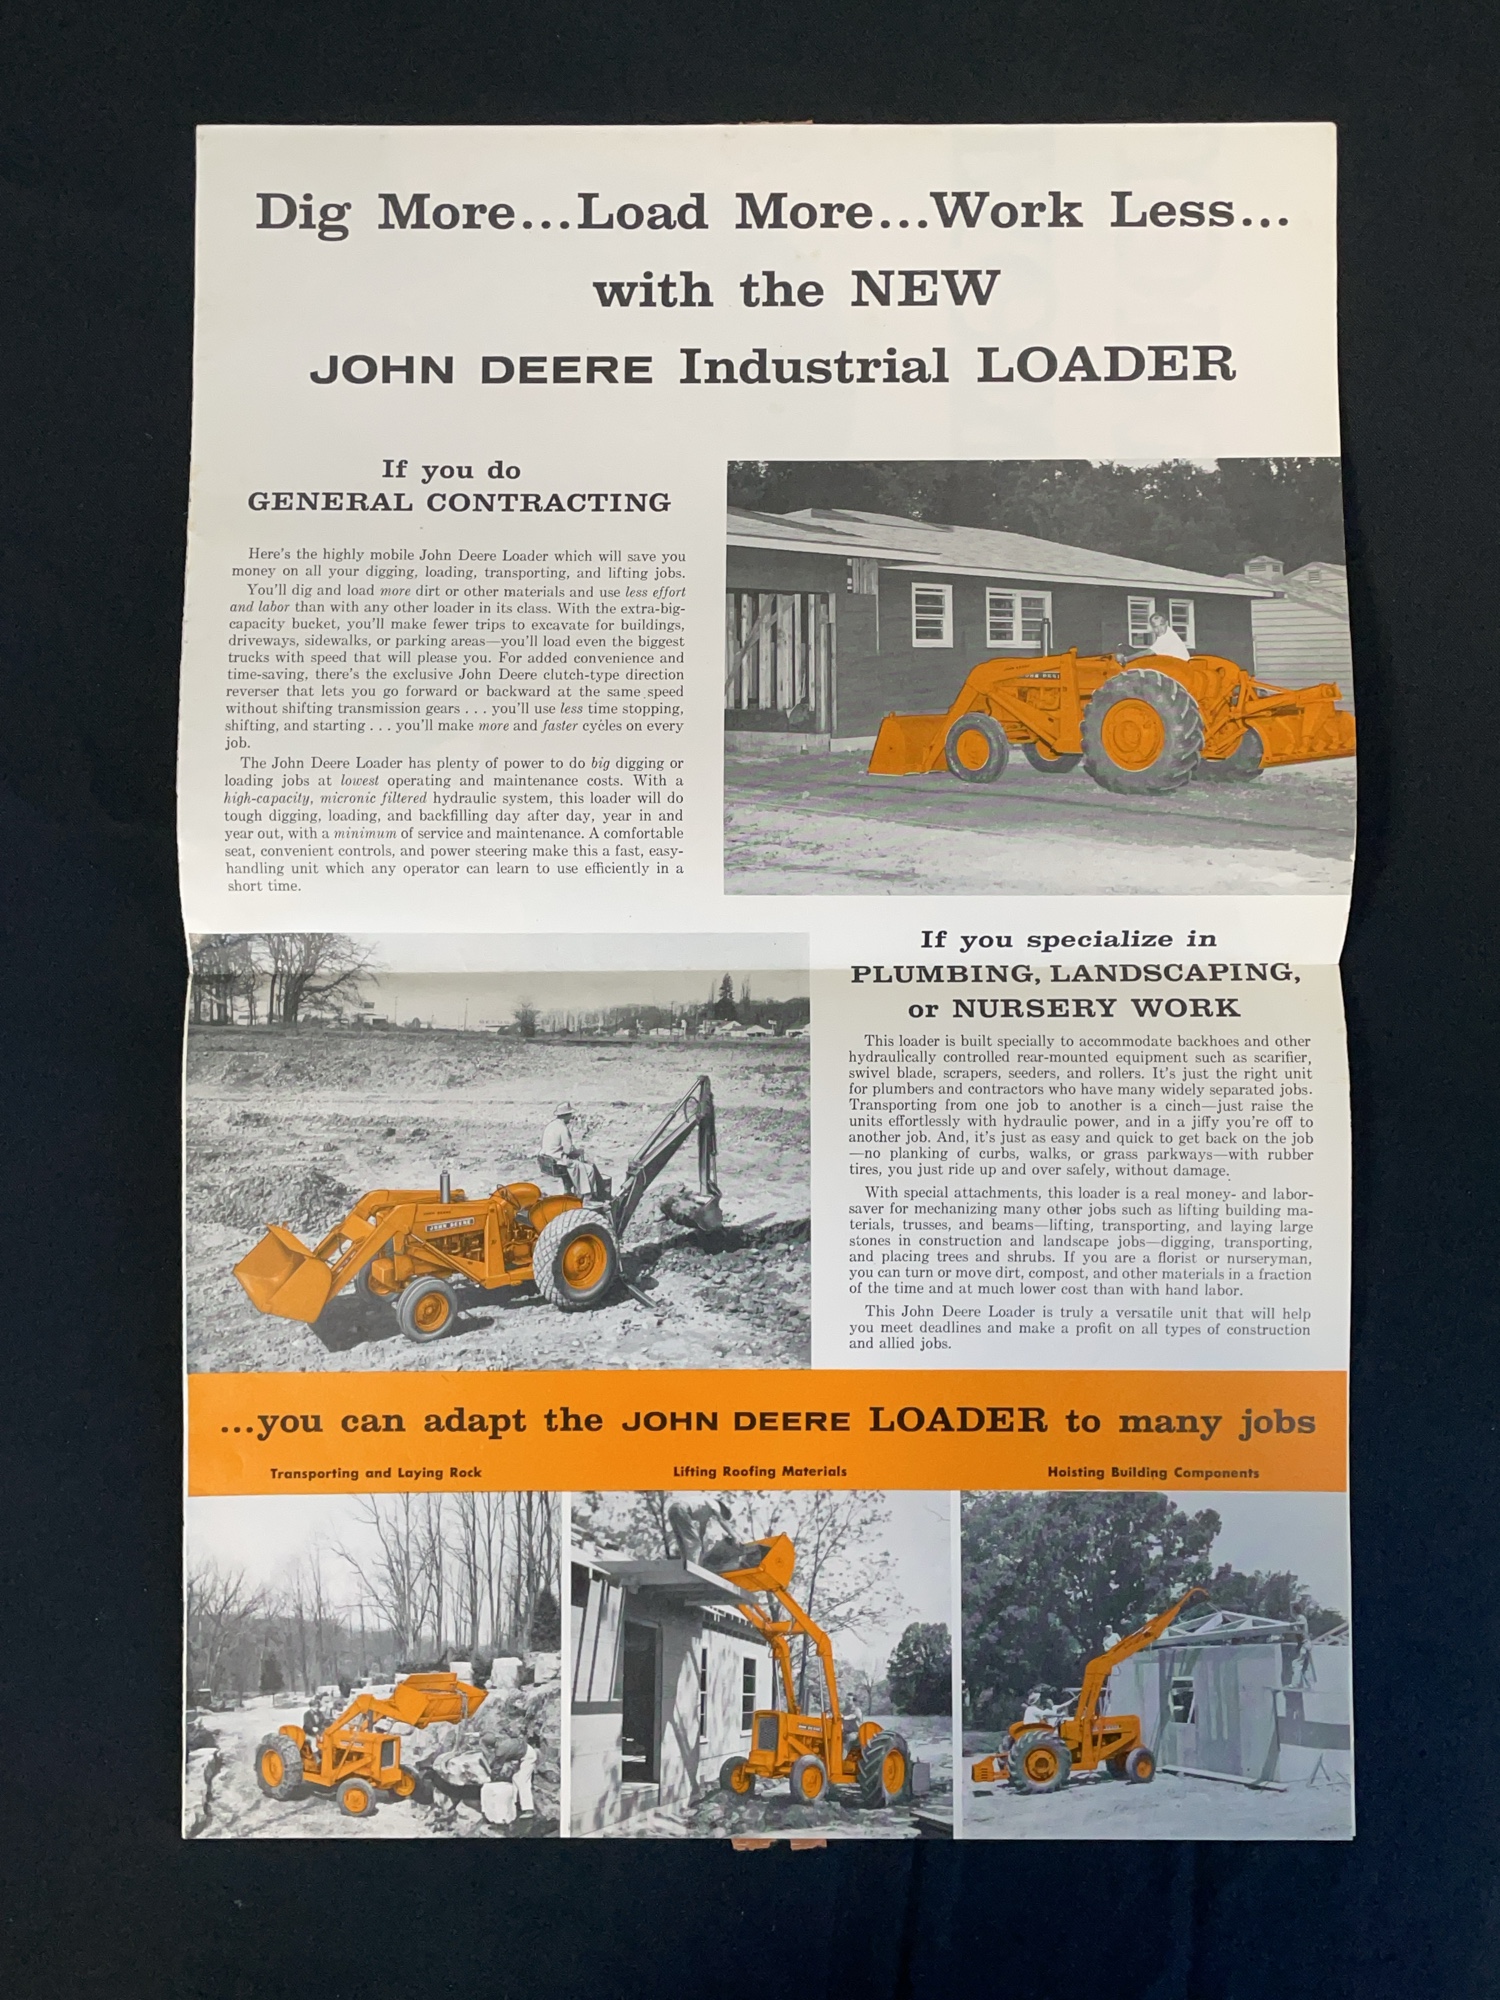 Dig More...Load More...Work Less...
with the NEW
JOHN DEERE Industrial LOADER
If you do
GENERAL CONTRACTING
Here's the highly mobile John Deere Loader which will save you
money on all your digging, loading, transporting, and lifting jobs.
You'll dig and load more dirt or other materials and use less effort
and labor than with any other loader in its class. With the extra-big-
capacity bucket, you'll make fewer trips to excavate for buildings,
driveways, sidewalks, or parking areas—you'll load even the biggest
trucks with speed that will please you. For added convenience and
time-saving, there's the exclusive John Deere clutch-type direction
reverser that lets you go forward or backward at the same speed
without shifting transmission gears . . . you'll use less time stopping,
shifting, and starting . . . you'll make more and faster cycles on every
job.
The John Deere Loader has plenty of power to do big digging or
loading jobs at lowest operating and maintenance costs. With a
high-capacity, micronic filtered hydraulic system, this loader will do
tough digging, loading, and backfilling day after day, year in and
year out, with a minimum of service and maintenance. A comfortable
seat, convenient controls, and power steering make this a fast, easy-
handling unit which any operator can learn to use efficiently in a
short time.
If you specialize in
PLUMBING, LANDSCAPING,
or NURSERY WORK
This loader is built specially to accommodate backhoes and other
hydraulically controlled rear-mounted equipment such as scarifier,
swivel blade, scrapers, seeders, and rollers. It's just the right unit
for plumbers and contractors who have many widely separated jobs.
Transporting from one job to another is a cinch—just raise the
units effortlessly with hydraulic power, and in a jiffy you're off to
another job. And, it's just as easy and quick to get back on the job
—no planking of curbs, walks, or grass parkways—with rubber
tires, you just ride up and over safely, without damage.
With special attachments, this loader is a real money- and labor-
saver for mechanizing many other jobs such as lifting building ma-
terials, trusses, and beams—lifting, transporting, and laying large
stones in construction and landscape jobs—digging, transporting,
and placing trees and shrubs. If you are a florist or nurseryman,
you can turn or move dirt, compost, and other materials in a fraction
of the time and at much lower cost than with hand labor.
This John Deere Loader is truly a versatile unit that will help
you meet deadlines and make a profit on all types of construction
and allied jobs.
JOHN DEERE
...you can adapt the JOHN DEERE LOADER to many jobs
Transporting and Laying Rock
Lifting Roofing Materials
Hoisting Building Components